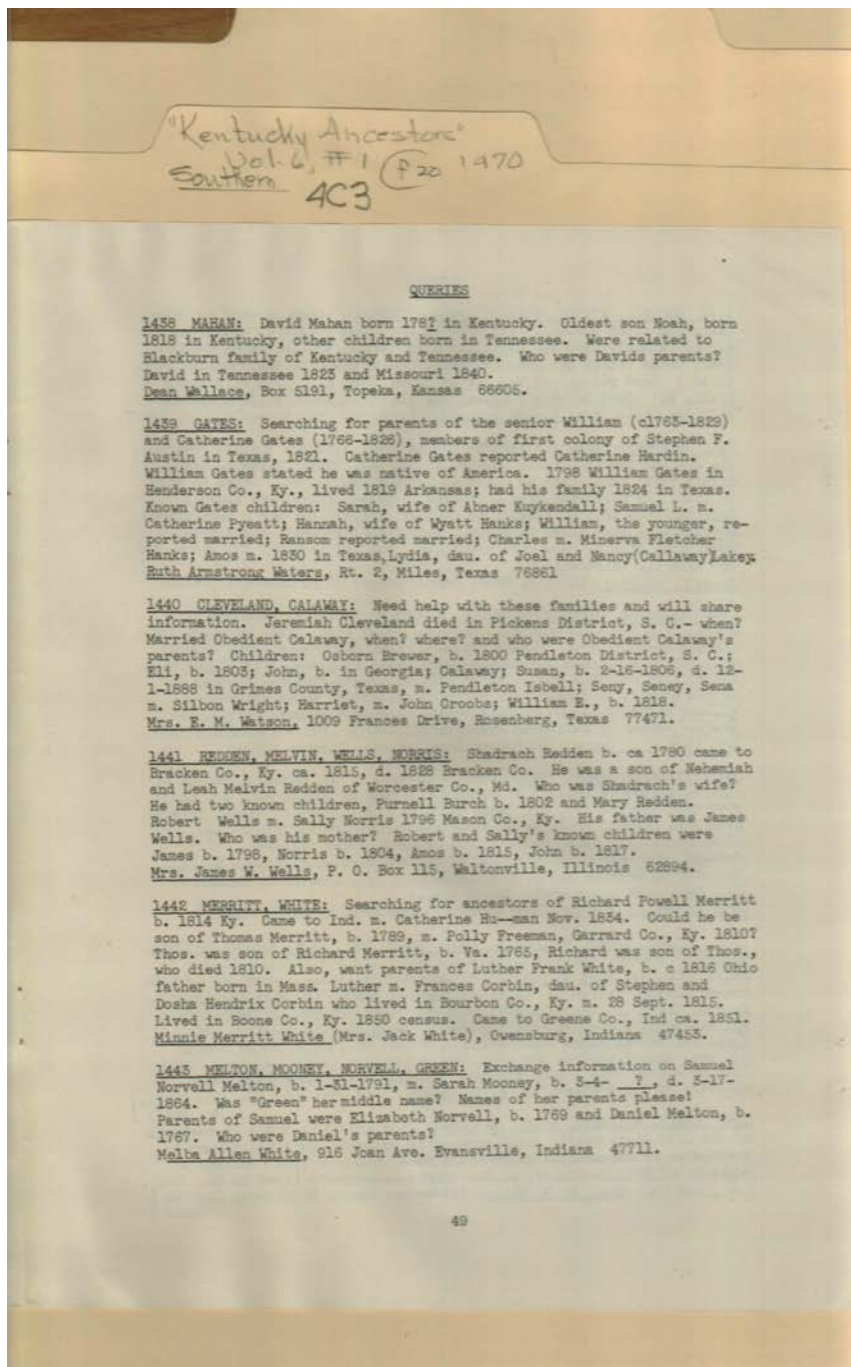 "Kentucky Ancestors"
Vol. 6, #1 p 20 1970
Southern
4C3
QUERIES
1438 MAHAN: David Mahan born 178? in Kentucky. Oldest son Noah, born
1818 in Kentucky, other children born in Tennessee. Were related to
Blackburn family of Kentucky and Tennessee. Who were Davids parents?
David in Tennessee 1823 and Missouri 1840.
Dean Wallace, Box 5191, Topeka, Kansas 66605.
1439 GATES: Searching for parents of the senior William (c1763-1829)
and Catherine Gates (1766-1826), members of first colony of Stephen F.
Austin in Texas, 1821. Catherine Gates reported Catherine Hardin.
William Gates stated he was native of America. 1798 William Gates in
Henderson Co., Ky., lived 1819 Arkansas; had his family 1824 in Texas.
Known Gates children: Sarah, wife of Abner Kuykendall; Samuel L. m.
Catherine Pyeatt; Hannah, wife of Wyatt Hanks; William, the younger, re-
ported married; Ransom reported married; Charles m. Minerva Fletcher
Hanks; Amos m. 1830 in Texas, Lydia, dau. of Joel and Nancy(Callaway)Lakey.
Ruth Armstrong Waters, Rt. 2, Miles, Texas 76861
1440 CLEVELAND, CALAWAY: Need help with these families and will share
information. Jeremiah Cleveland died in Pickens District, S. C.- when?
Married Obedient Calaway, when? where? and who were Obedient Calaway's
parents? Children: Osborn Brewer, b. 1800 Pendleton District, S. C.;
Eli, b. 1803; John, b. in Georgia; Calaway; Susan, b. 2-16-1806, d. 12-
1-1888 in Grimes County, Texas, m. Pendleton Isbell; Seny, Seney, Sena
m. Silbon Wright; Harriet, m. John Croobs; William E., b. 1818.
Mrs. E. M. Watson, 1009 Frances Drive, Rosenberg, Texas 77471.
1441 REDDEN, MELVIN, WELLS, NORRIS: Shadrach Redden b. ca 1780 came to
Bracken Co., Ky. ca. 1815, d. 1828 Bracken Co. He was a son of Nehemiah
and Leah Melvin Redden of Worcester Co., Md. Who was Shadrach's wife?
He had two known children, Purnell Burch b. 1802 and Mary Redden.
Robert Wells m. Sally Norris 1796 Mason Co., Ky. His father was James
Wells. Who was his mother? Robert and Sally's known children were
James b. 1798, Norris b. 1804, Amos b. 1815, John b. 1817.
Mrs. James W. Wells, P. O. Box 115, Waltonville, Illinois 62894.
1442 MERRITT, WHITE: Searching for ancestors of Richard Powell Merritt
b. 1814 Ky. Came to Ind. m. Catherine Hu--man Nov. 1834. Could he be
son of Thomas Merritt, b. 1789, m. Polly Freeman, Garrard Co., Ky. 1810?
Thos. was son of Richard Merritt, b. Va. 1765, Richard was son of Thos.,
who died 1810. Also, want parents of Luther Frank White, b. c 1816 Ohio
father born in Mass. Luther m. Frances Corbin, dau. of Stephen and
Dosha Hendrix Corbin who lived in Bourbon Co., Ky. m. 28 Sept. 1815.
Lived in Boone Co., Ky. 1850 census. Came to Greene Co., Ind ca. 1851.
Minnie Merritt White (Mrs. Jack White), Owensburg, Indiana 47453.
1443 MELTON, MOONEY, NORVELL, GREEN: Exchange information on Samuel
Norvell Melton, b. 1-31-1791, m. Sarah Mooney, b. 3-4- ? , d. 3-17-
1864. Was "Green" her middle name? Names of her parents please!
Parents of Samuel were Elizabeth Norvell, b. 1769 and Daniel Melton, b.
1767. Who were Daniel's parents?
Melba Allen White, 916 Joan Ave. Evansville, Indiana 47711.
49